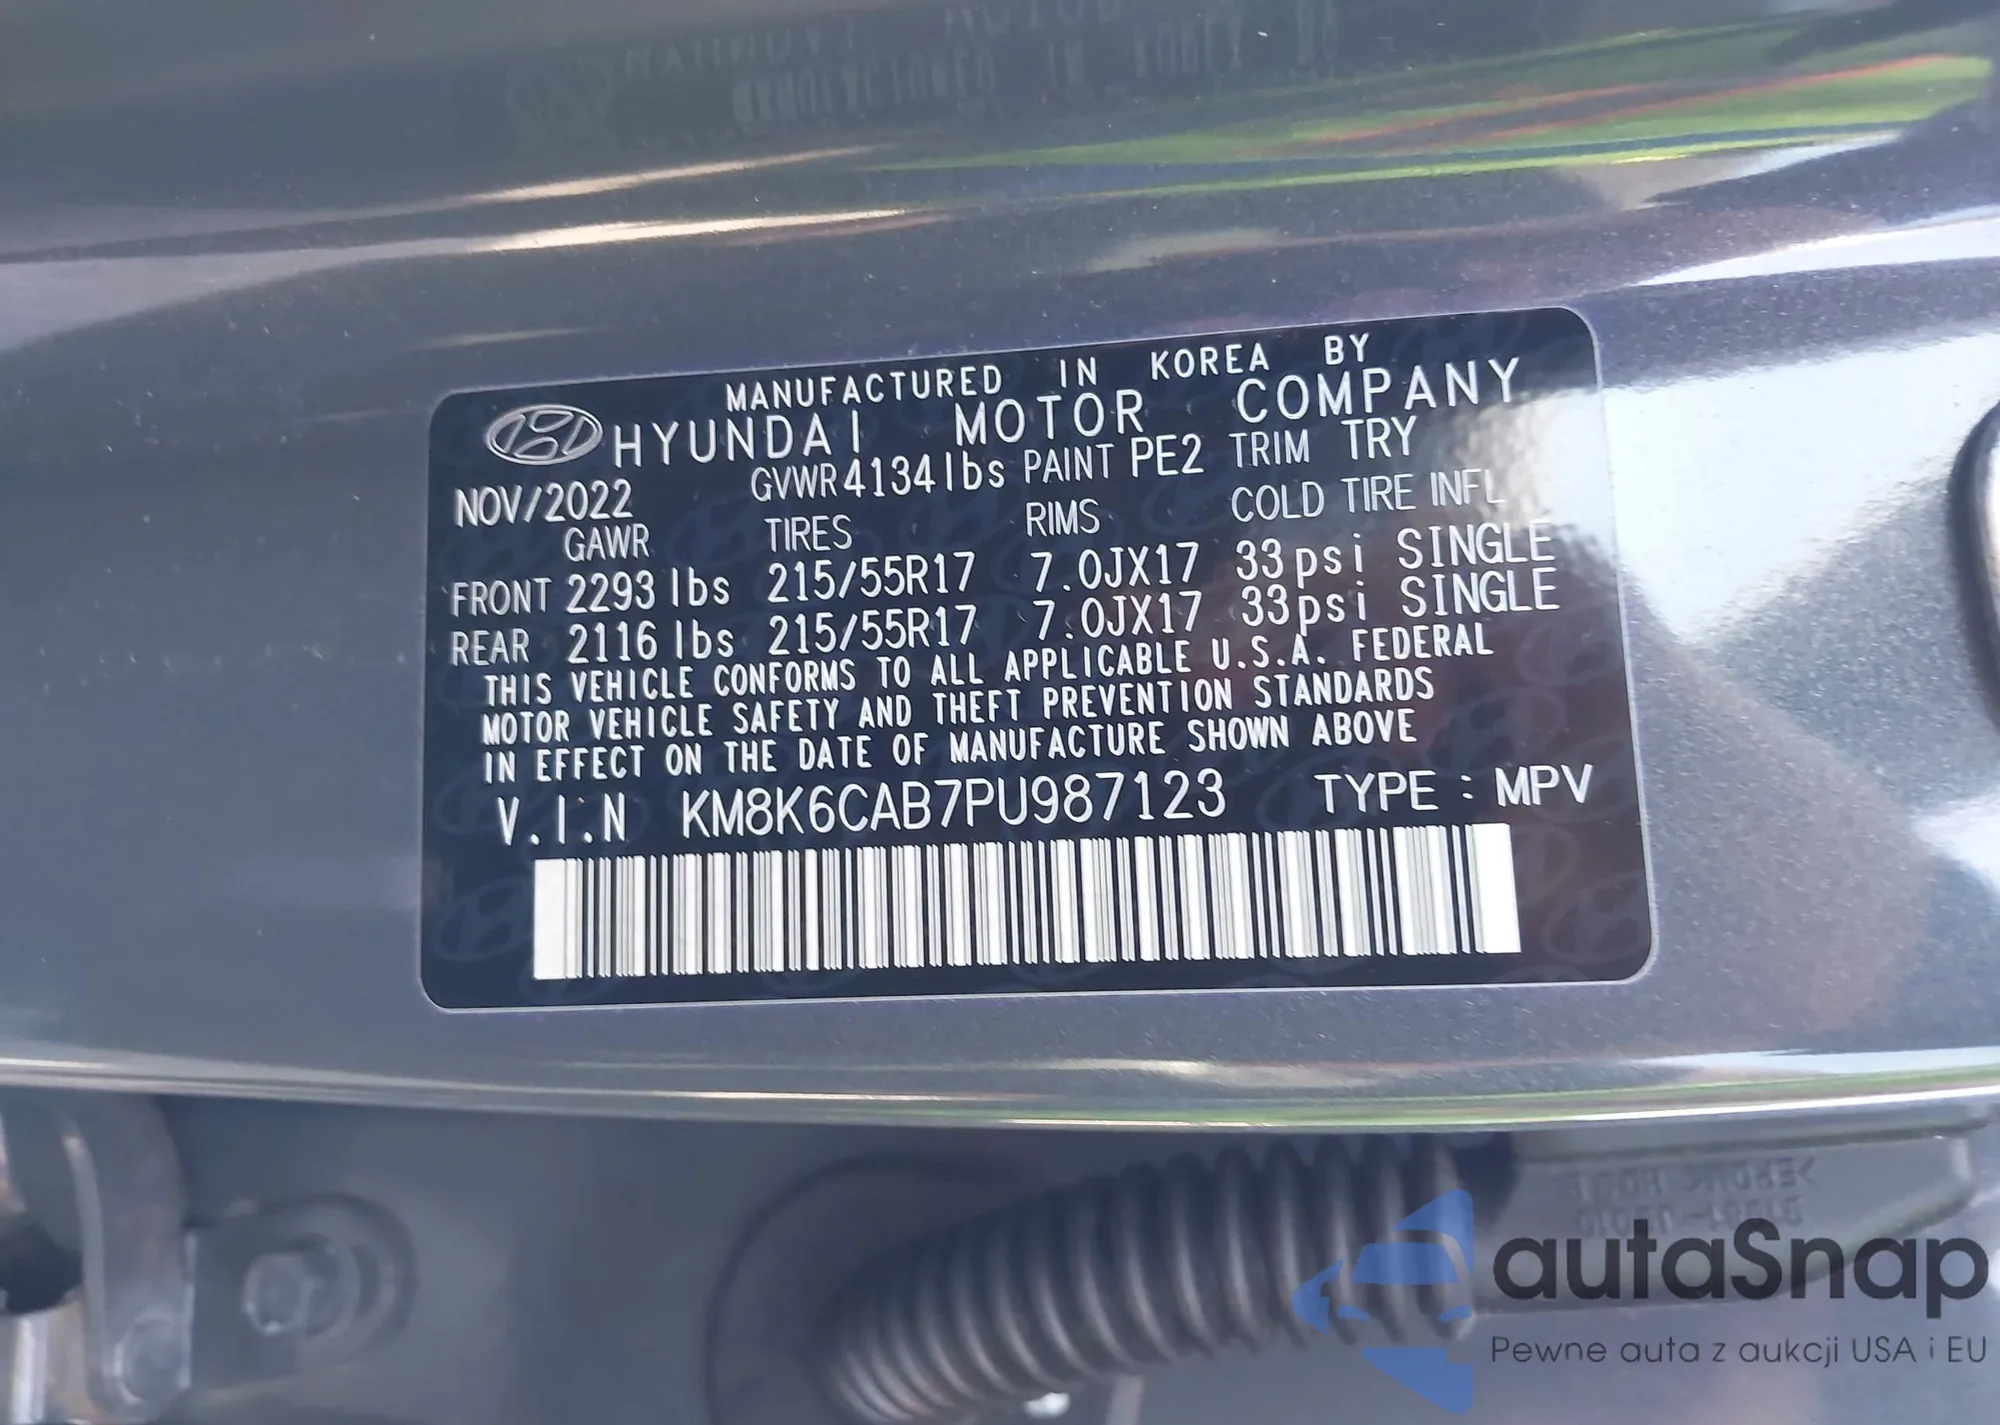 MANUFACTURED IN KOREA BY
HYUNDAI MOTOR COMPANY
NOV/2022 GVWR 4134 lbs PAINT PE2 TRIM TRY
GAWR TIRES RIMS COLD TIRE INFL
FRONT 2293 lbs 215/55R17 7.0JX17 33psi SINGLE
REAR 2116 lbs 215/55R17 7.0JX17 33psi SINGLE
THIS VEHICLE CONFORMS TO ALL APPLICABLE U.S.A. FEDERAL
MOTOR VEHICLE SAFETY AND THEFT PREVENTION STANDARDS
IN EFFECT ON THE DATE OF MANUFACTURE SHOWN ABOVE
V.I.N KM8K6CAB7PU987123 TYPE : MPV
autaSnap
Pewne auta z aukcji USA i EU